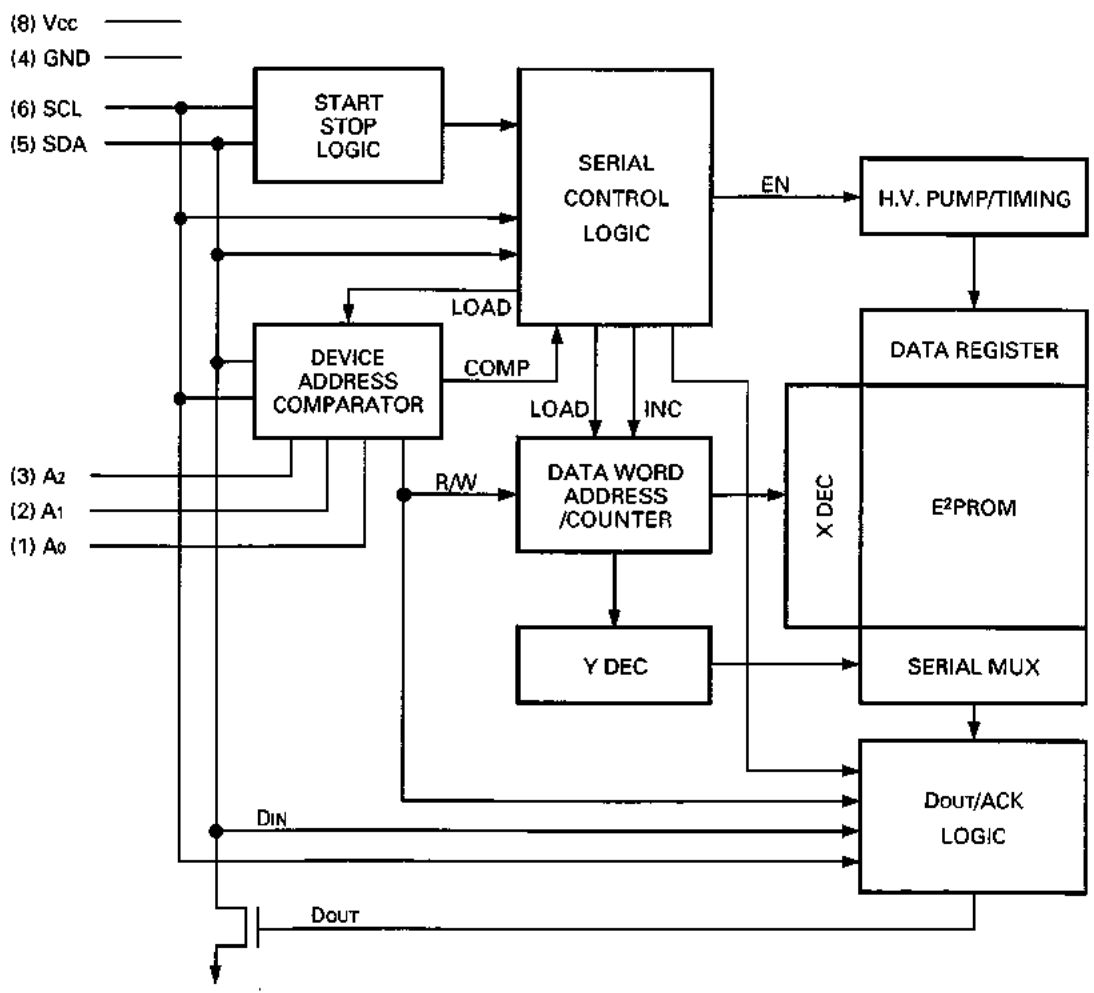 (8) Vcc
(4) GND
(6) SCL
(5) SDA
START
STOP
LOGIC
SERIAL
CONTROL
LOGIC
EN
H.V. PUMP/TIMING
LOAD
DEVICE
ADDRESS
COMPARATOR
COMP
LOAD
INC
DATA REGISTER
(3) A2
(2) A1
(1) A0
R/W
DATA WORD
ADDRESS
/COUNTER
X DEC
E²PROM
Y DEC
SERIAL MUX
DIN
DOUT/ACK
LOGIC
DOUT